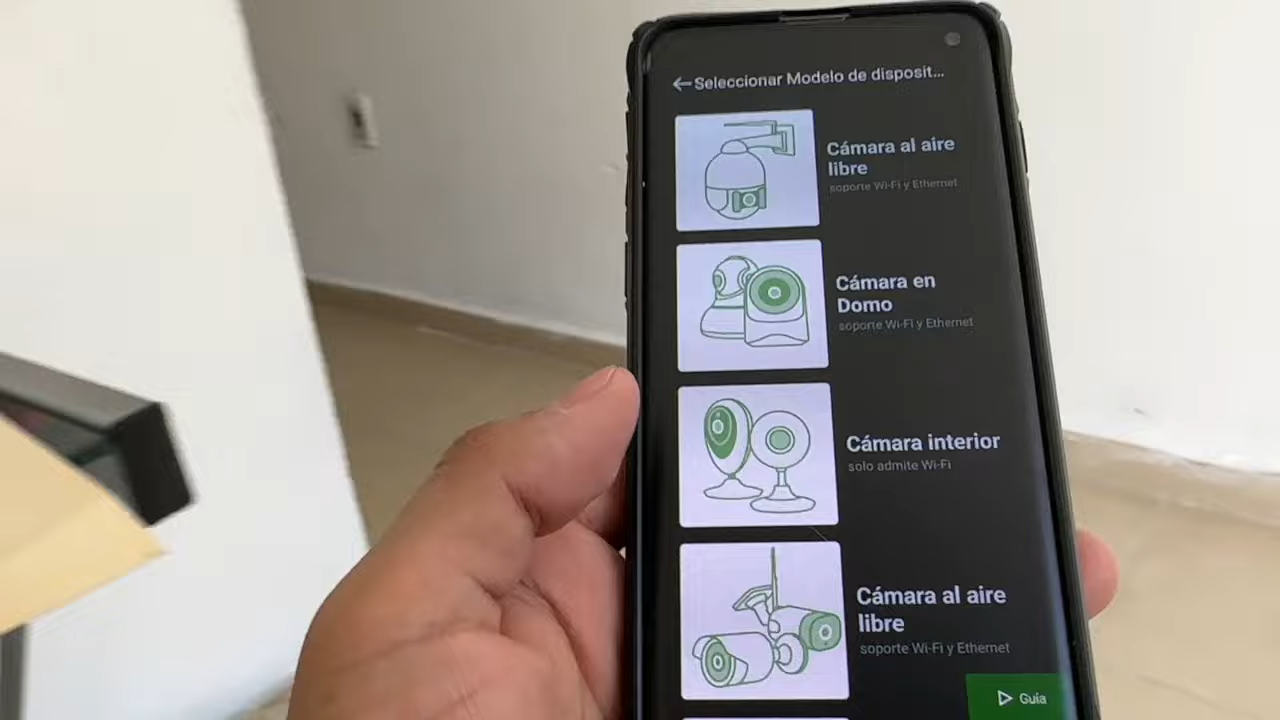 Seleccionar Modelo de disposit...
Cámara al aire
libre
soporte Wi-Fi y Ethernet
Cámara en
Domo
soporte Wi-Fi y Ethernet
Cámara interior
solo admite Wi-Fi
Cámara al aire
libre
soporte Wi-Fi y Ethernet
Guía